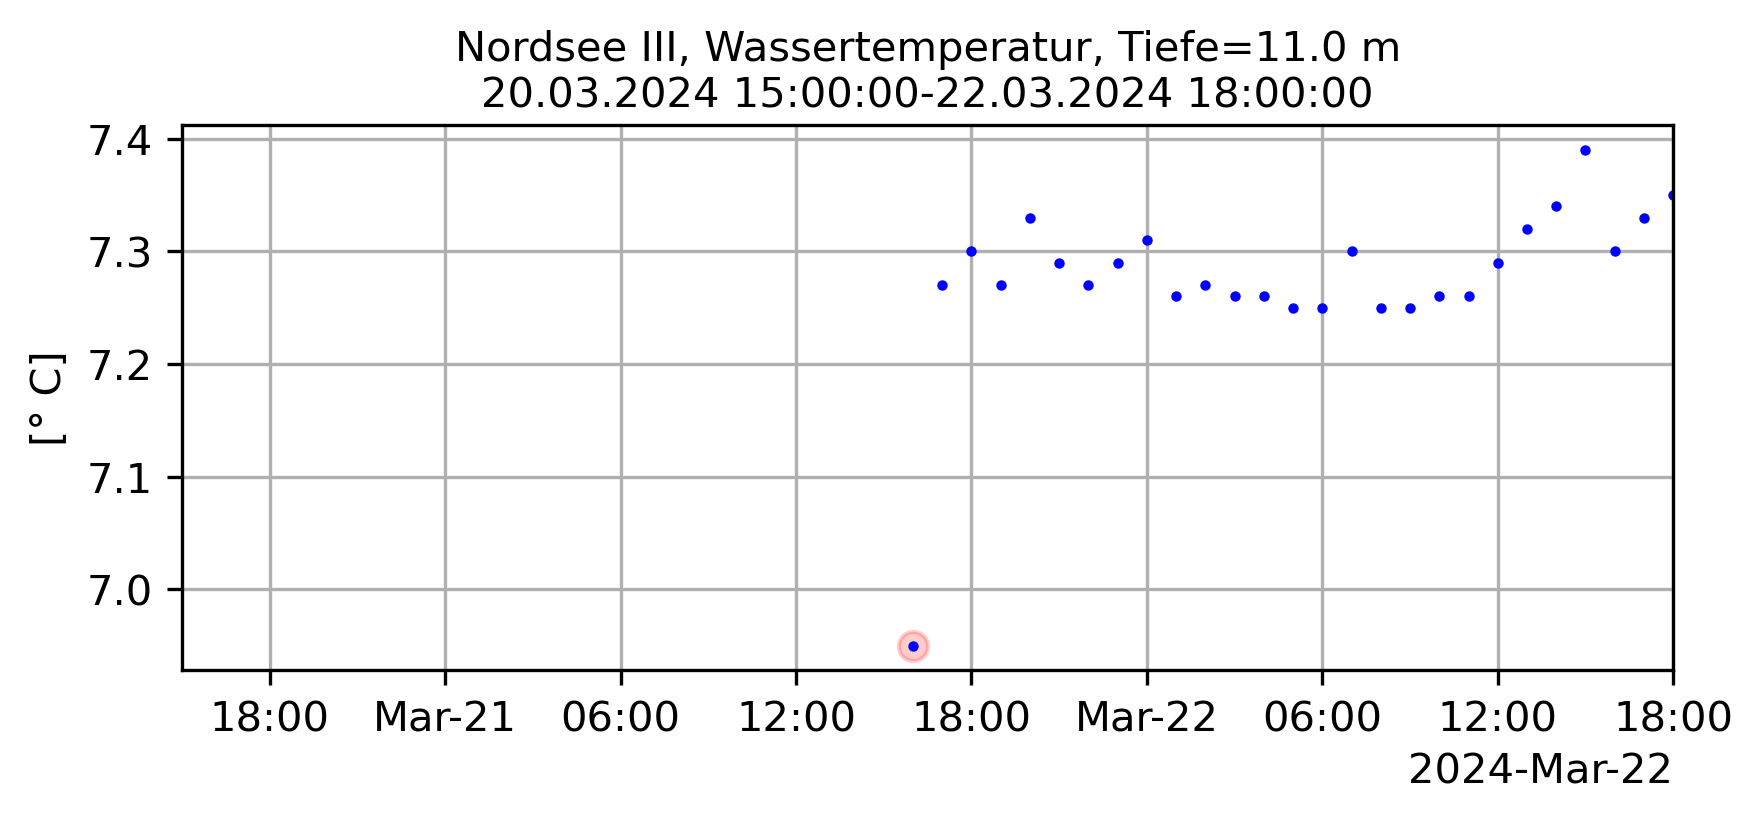 Nordsee III, Wassertemperatur, Tiefe=11.0 m
20.03.2024 15:00:00-22.03.2024 18:00:00
7.4
7.3
7.2
7.1
7.0
[° C]
18:00 Mar-21 06:00 12:00 18:00 Mar-22 06:00 12:00 18:00
2024-Mar-22